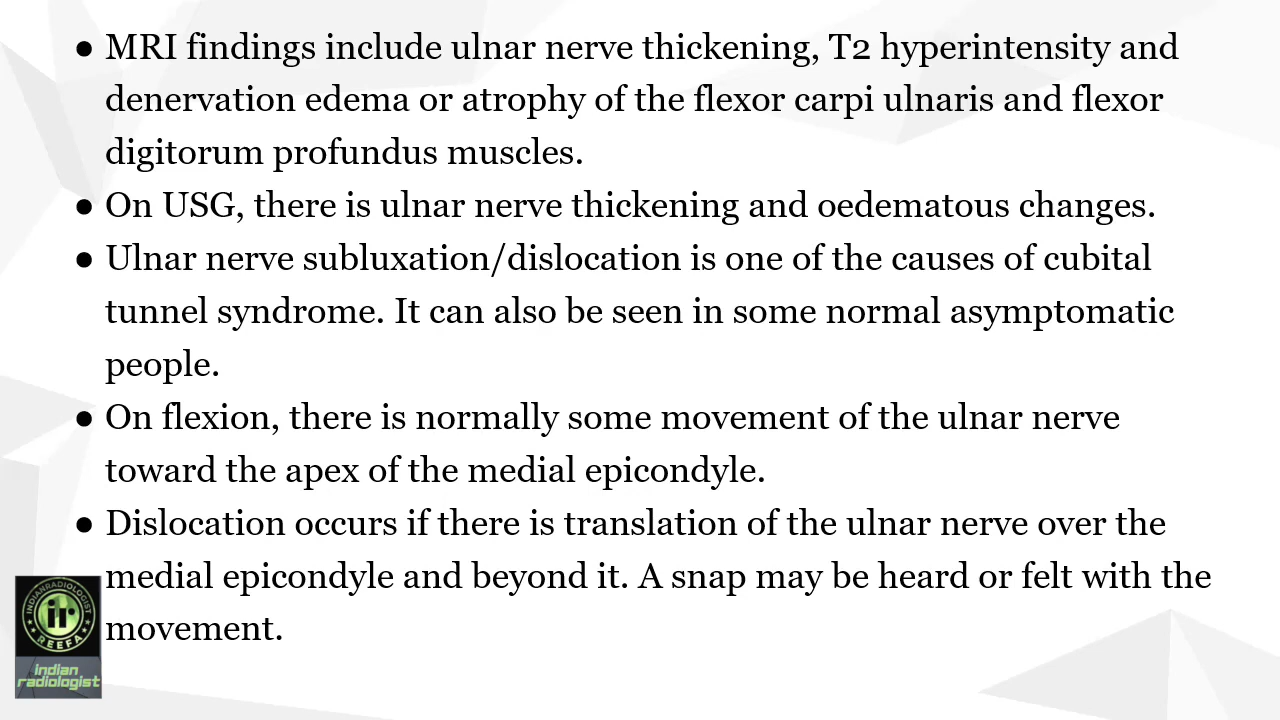 ● MRI findings include ulnar nerve thickening, T2 hyperintensity and
denervation edema or atrophy of the flexor carpi ulnaris and flexor
digitorum profundus muscles.
● On USG, there is ulnar nerve thickening and oedematous changes.
● Ulnar nerve subluxation/dislocation is one of the causes of cubital
tunnel syndrome. It can also be seen in some normal asymptomatic
people.
● On flexion, there is normally some movement of the ulnar nerve
toward the apex of the medial epicondyle.
● Dislocation occurs if there is translation of the ulnar nerve over the
medial epicondyle and beyond it. A snap may be heard or felt with the
movement.
INDIANRADIOLOGIST
ir
REEFA
indian
radiologist